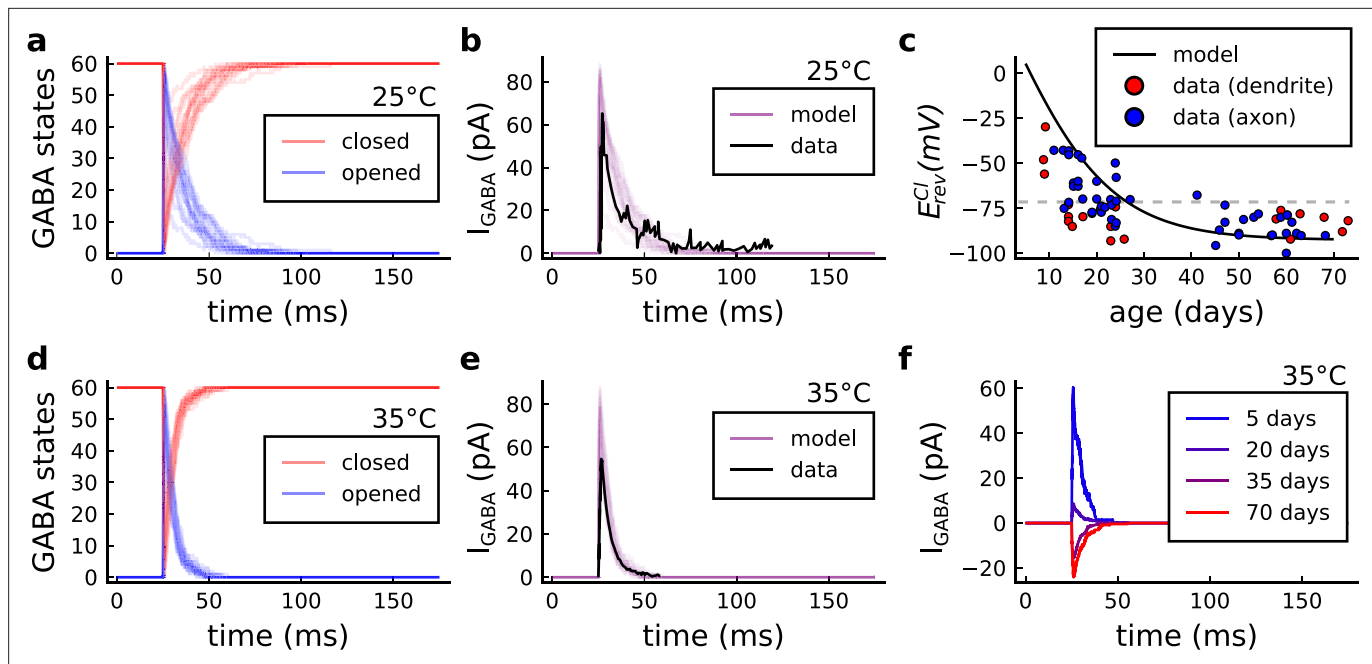 a
GABA states
60
50
40
30
20
10
0
25°C
closed
opened
0
50
100
150
time (ms)
b
I_GABA (pA)
80
60
40
20
0
25°C
model
data
0
50
100
150
time (ms)
c
E^Cl_rev(mV)
0
−25
−50
−75
−100
model
data (dendrite)
data (axon)
10
20
30
40
50
60
70
age (days)
d
GABA states
60
50
40
30
20
10
0
35°C
closed
opened
0
50
100
150
time (ms)
e
I_GABA (pA)
80
60
40
20
0
35°C
model
data
0
50
100
150
time (ms)
f
I_GABA (pA)
60
40
20
0
−20
35°C
5 days
20 days
35 days
70 days
0
50
100
150
time (ms)